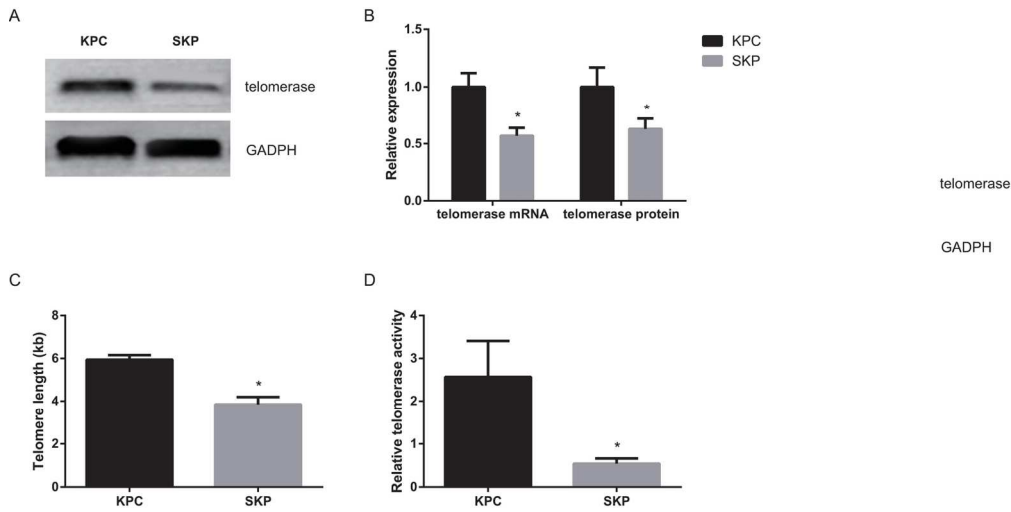 A
KPC SKP
telomerase
GADPH
B
Relative expression
1.5
1.0
0.5
0.0
*
*
telomerase mRNA telomerase protein
KPC
SKP
telomerase
GADPH
C
Telomere length (kb)
8
6
4
2
0
*
KPC SKP
D
Relative telomerase activity
4
3
2
1
0
*
KPC SKP